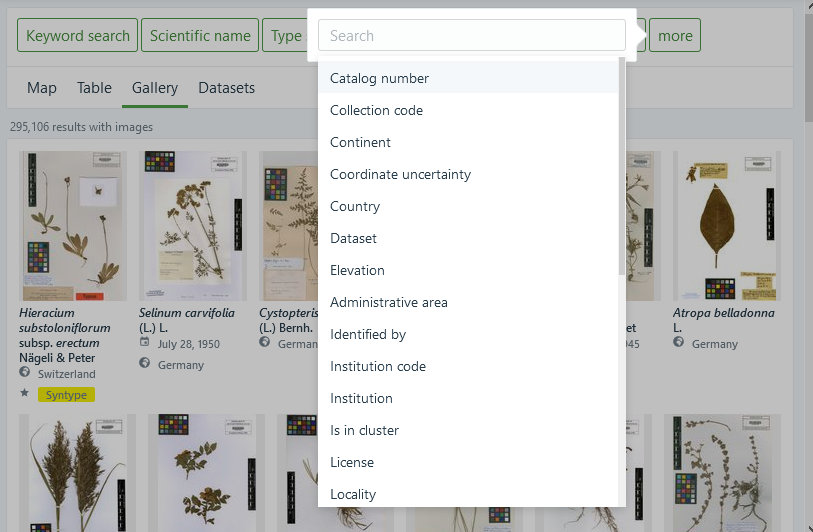 Keyword search
Scientific name
Type
more
Search
Map
Table
Gallery
Datasets
295,106 results with images
Catalog number
Collection code
Continent
Coordinate uncertainty
Country
Dataset
Elevation
Administrative area
Identified by
Institution code
Institution
Is in cluster
License
Locality
Hieracium
substoloniflorum
subsp. erectum
Nägeli & Peter
Switzerland
Syntype
Selinum carvifolia
(L.) L.
July 28, 1950
Germany
Cystopteris
(L.) Bernh.
German
et
945
Atropa belladonna
L.
Germany